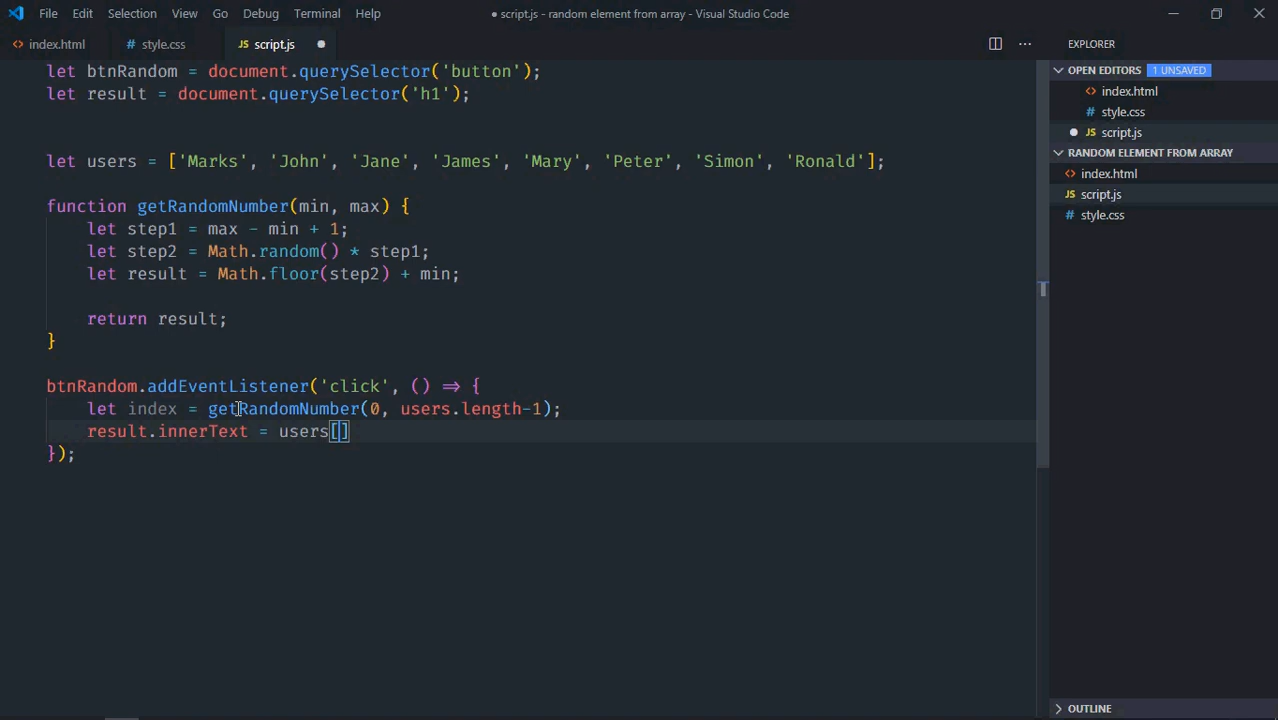 File Edit Selection View Go Debug Terminal Help ● script.js - random element from array - Visual Studio Code
<> index.html # style.css JS script.js ● EXPLORER
let btnRandom = document.querySelector('button');
let result = document.querySelector('h1');
let users = ['Marks', 'John', 'Jane', 'James', 'Mary', 'Peter', 'Simon', 'Ronald'];
function getRandomNumber(min, max) {
let step1 = max - min + 1;
let step2 = Math.random() * step1;
let result = Math.floor(step2) + min;
return result;
}
btnRandom.addEventListener('click', () => {
let index = getRandomNumber(0, users.length-1);
result.innerText = users[]
});
OPEN EDITORS 1 UNSAVED
<> index.html
# style.css
● JS script.js
RANDOM ELEMENT FROM ARRAY
<> index.html
JS script.js
# style.css
OUTLINE